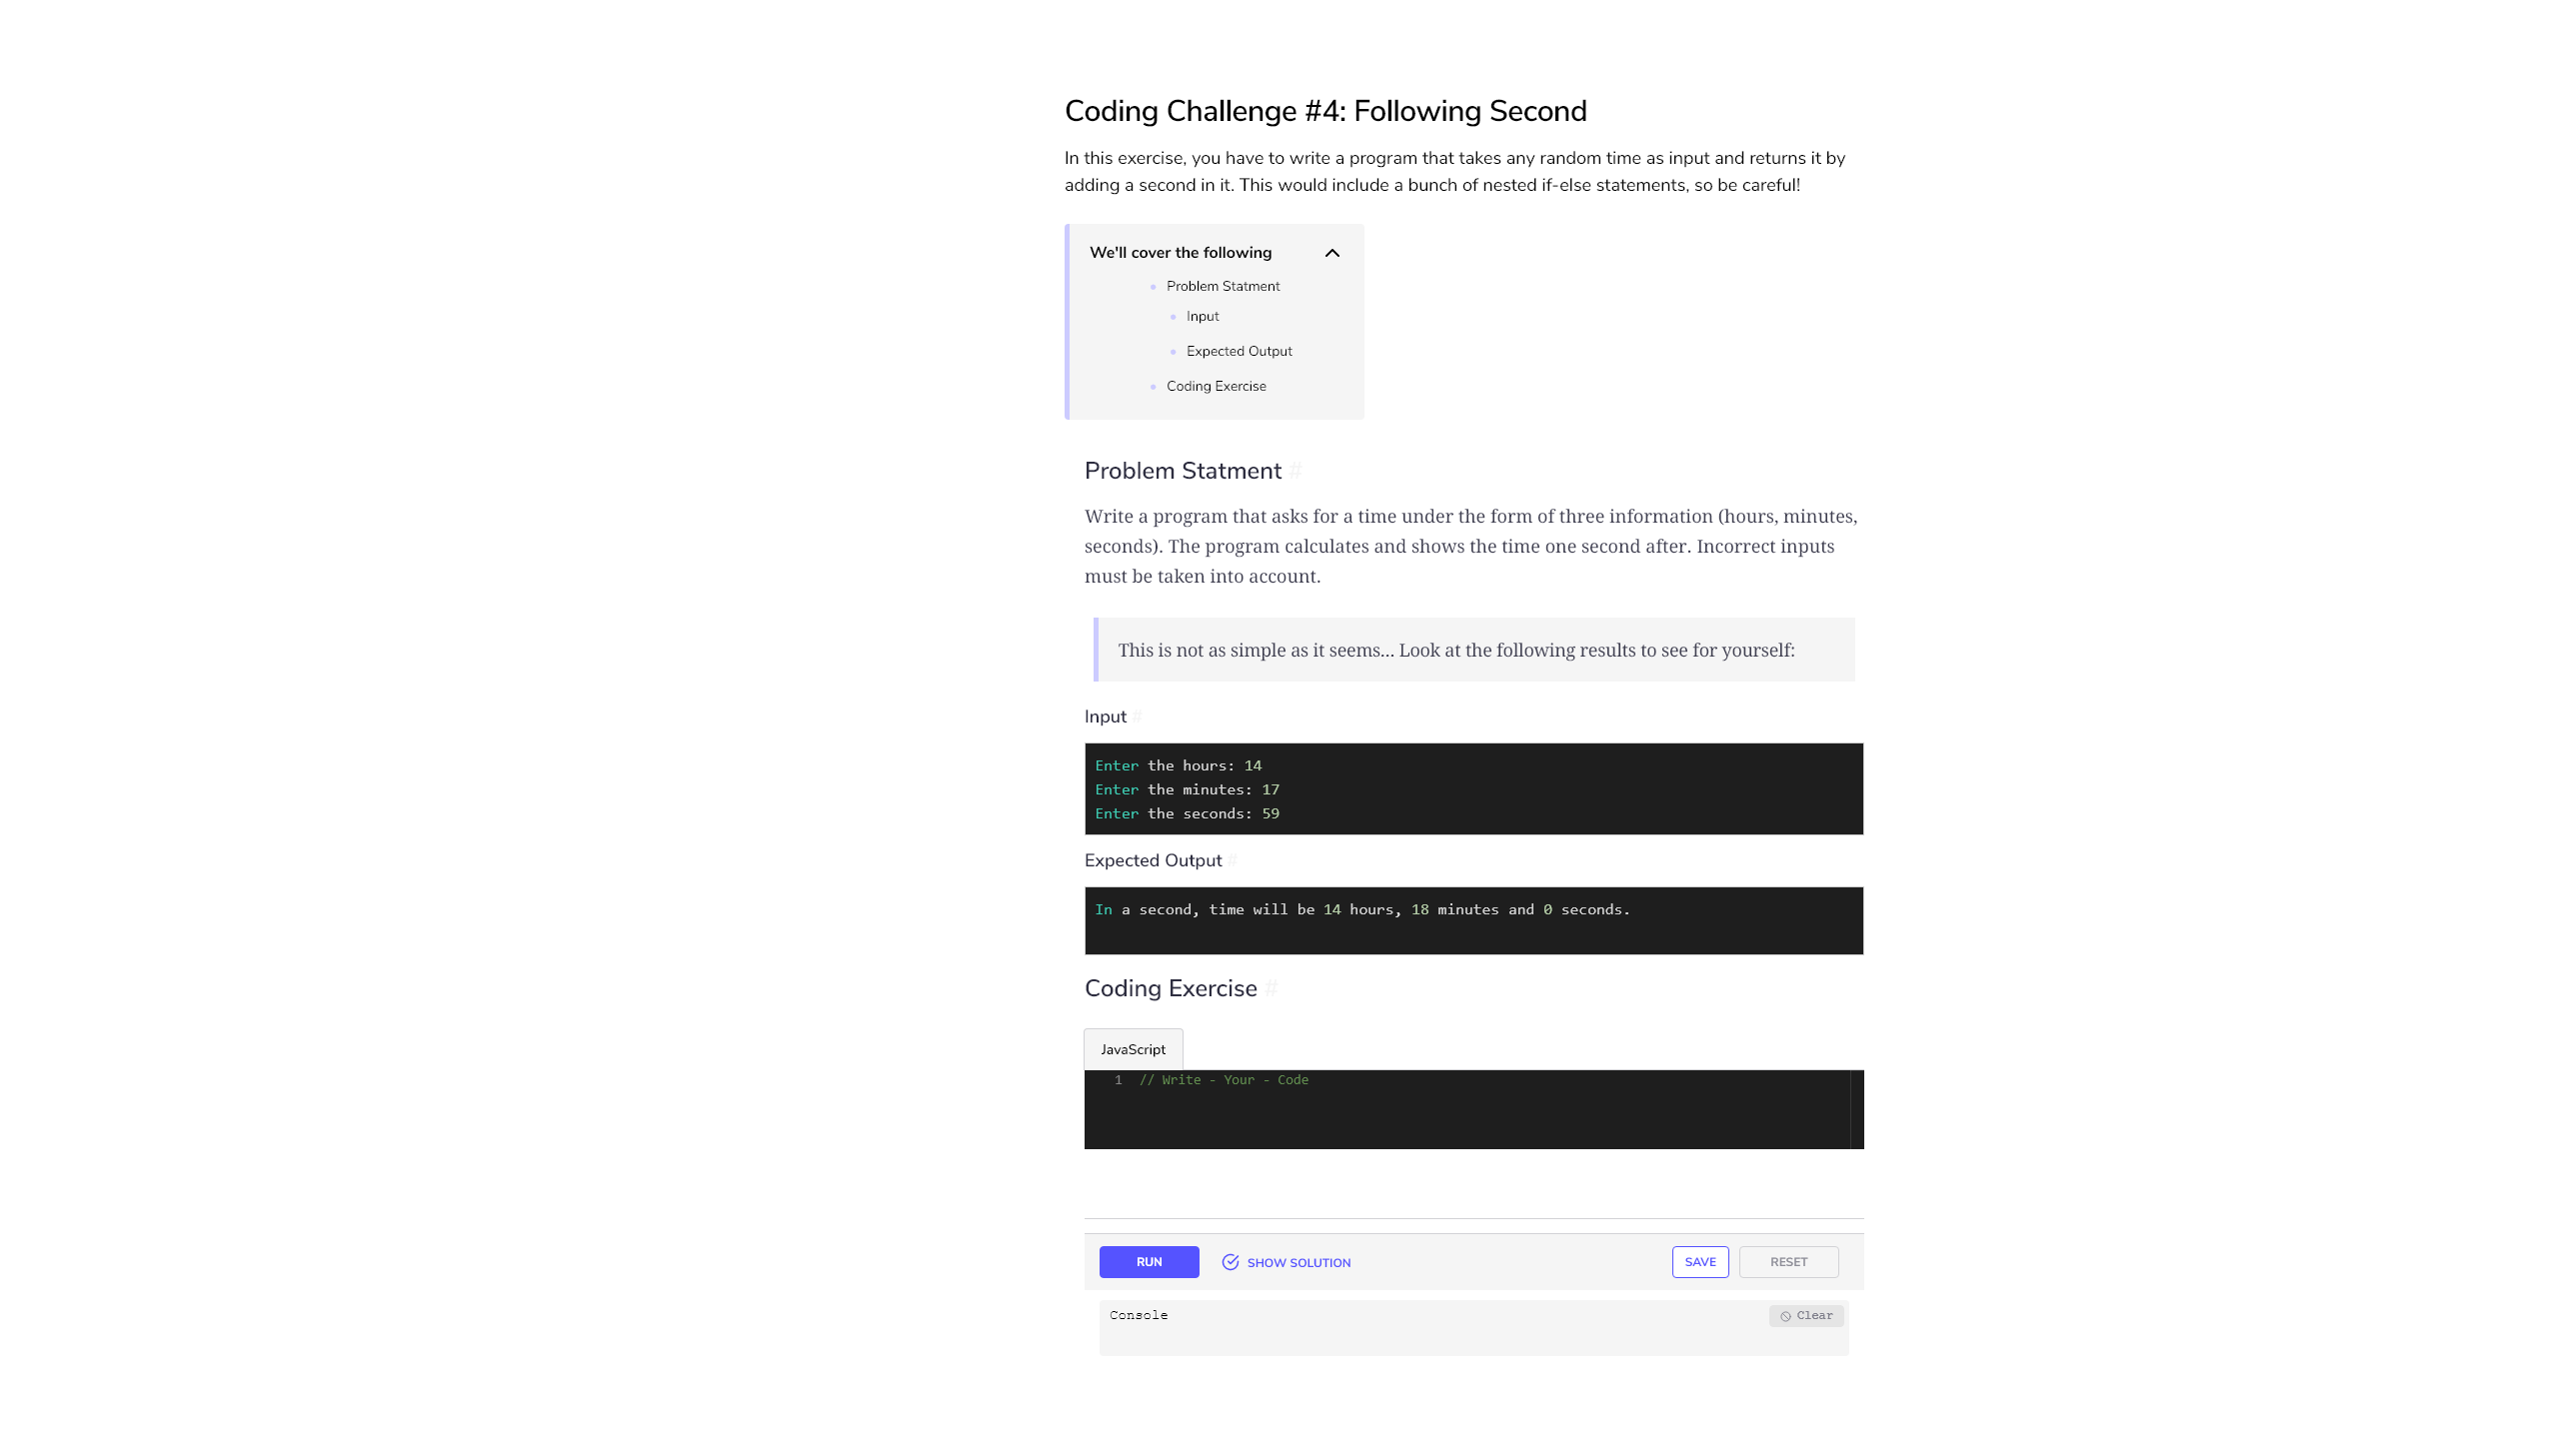 Coding Challenge #4: Following Second
In this exercise, you have to write a program that takes any random time as input and returns it by
adding a second in it. This would include a bunch of nested if-else statements, so be careful!
We'll cover the following
Problem Statment
Input
Expected Output
Coding Exercise
Problem Statment #
Write a program that asks for a time under the form of three information (hours, minutes,
seconds). The program calculates and shows the time one second after. Incorrect inputs
must be taken into account.
This is not as simple as it seems... Look at the following results to see for yourself:
Input #
Enter the hours: 14
Enter the minutes: 17
Enter the seconds: 59
Expected Output #
In a second, time will be 14 hours, 18 minutes and 0 seconds.
Coding Exercise #
JavaScript
1 // Write - Your - Code
RUN SHOW SOLUTION SAVE RESET
Console Clear